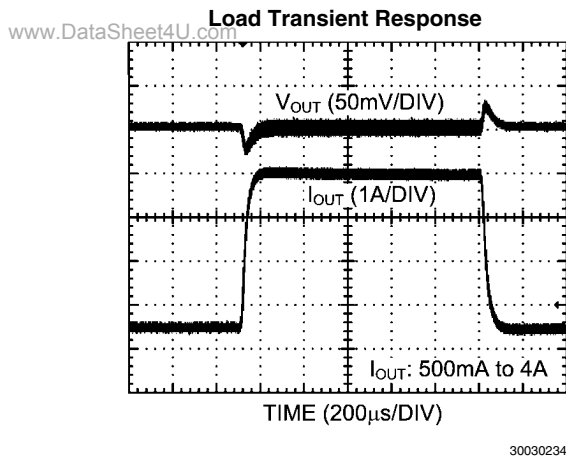 Load Transient Response
www.DataSheet4U.com
VOUT (50mV/DIV)
IOUT (1A/DIV)
IOUT: 500mA to 4A
TIME (200μs/DIV)
30030234